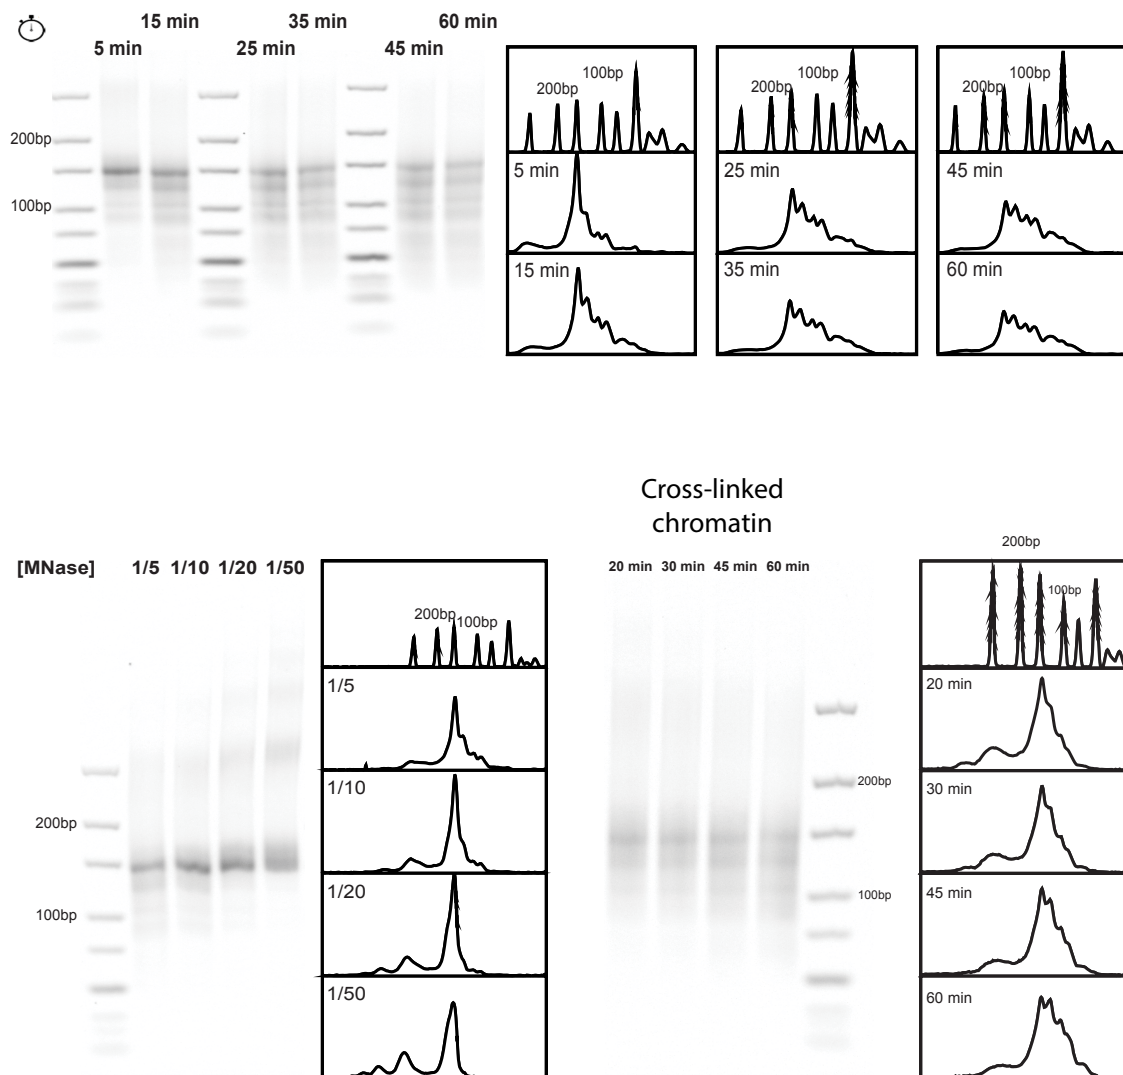 15 min 35 min 60 min
5 min 25 min 45 min
200bp
100bp
100bp
200bp
5 min
15 min
100bp
200bp
25 min
35 min
100bp
200bp
45 min
60 min
Cross-linked
chromatin
[MNase] 1/5 1/10 1/20 1/50
200bp
100bp
200bp 100bp
1/5
1/10
1/20
1/50
20 min 30 min 45 min 60 min
200bp
100bp
200bp
100bp
20 min
30 min
45 min
60 min